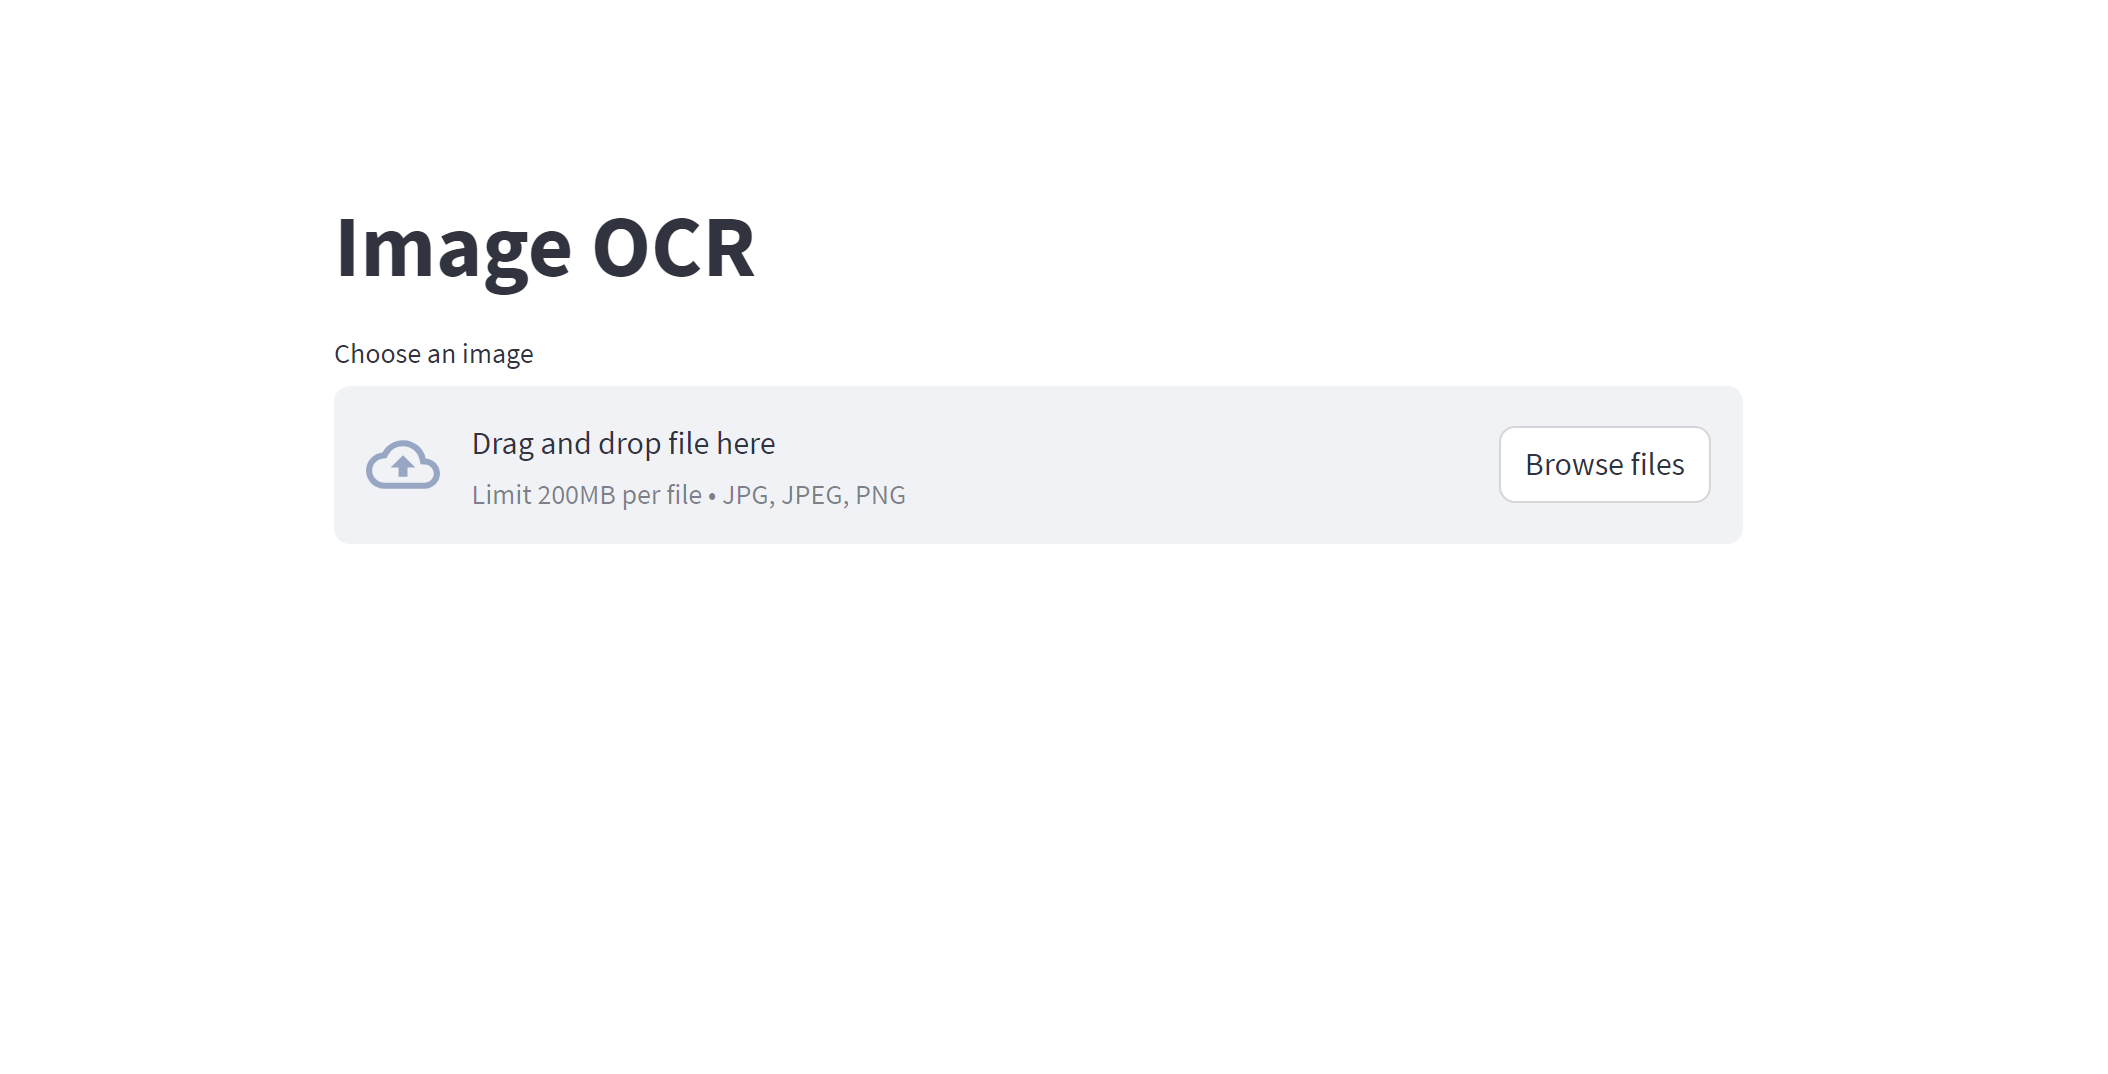 Image OCR
Choose an image
Drag and drop file here
Limit 200MB per file • JPG, JPEG, PNG
Browse files